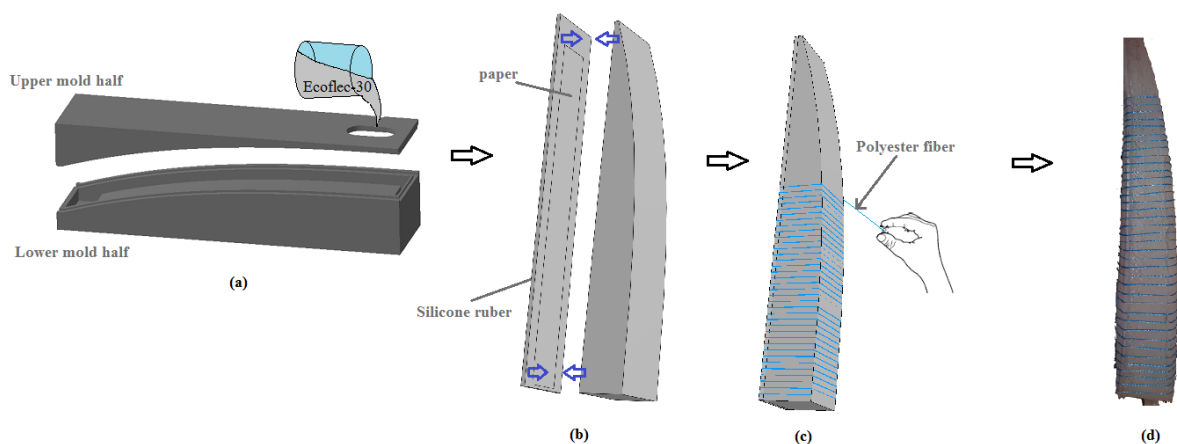 Upper mold half
Ecoflec-30
Lower mold half
(a)
paper
Silicone ruber
(b)
Polyester fiber
(c)
(d)